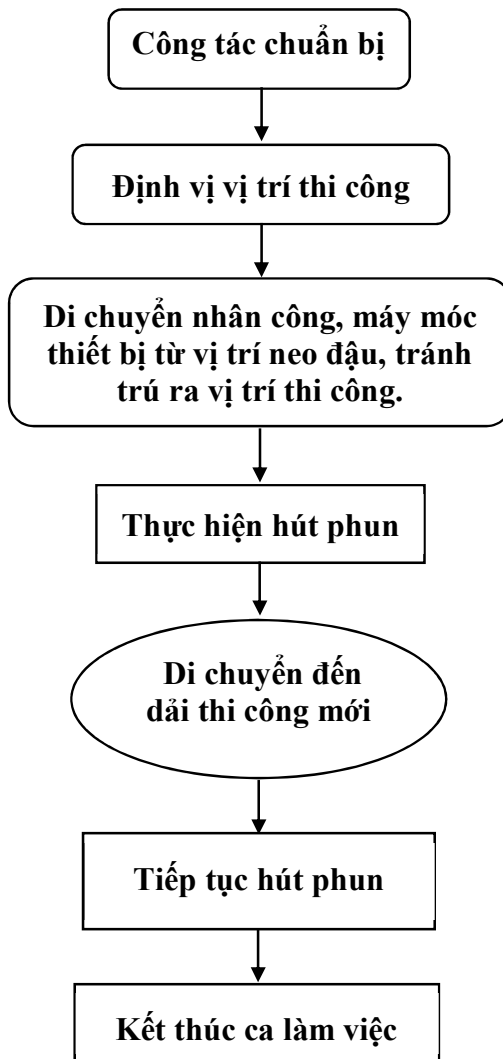 Công tác chuẩn bị
Định vị vị trí thi công
Di chuyển nhân công, máy móc
thiết bị từ vị trí neo đậu, tránh
trú ra vị trí thi công.
Thực hiện hút phun
Di chuyển đến
dải thi công mới
Tiếp tục hút phun
Kết thúc ca làm việc